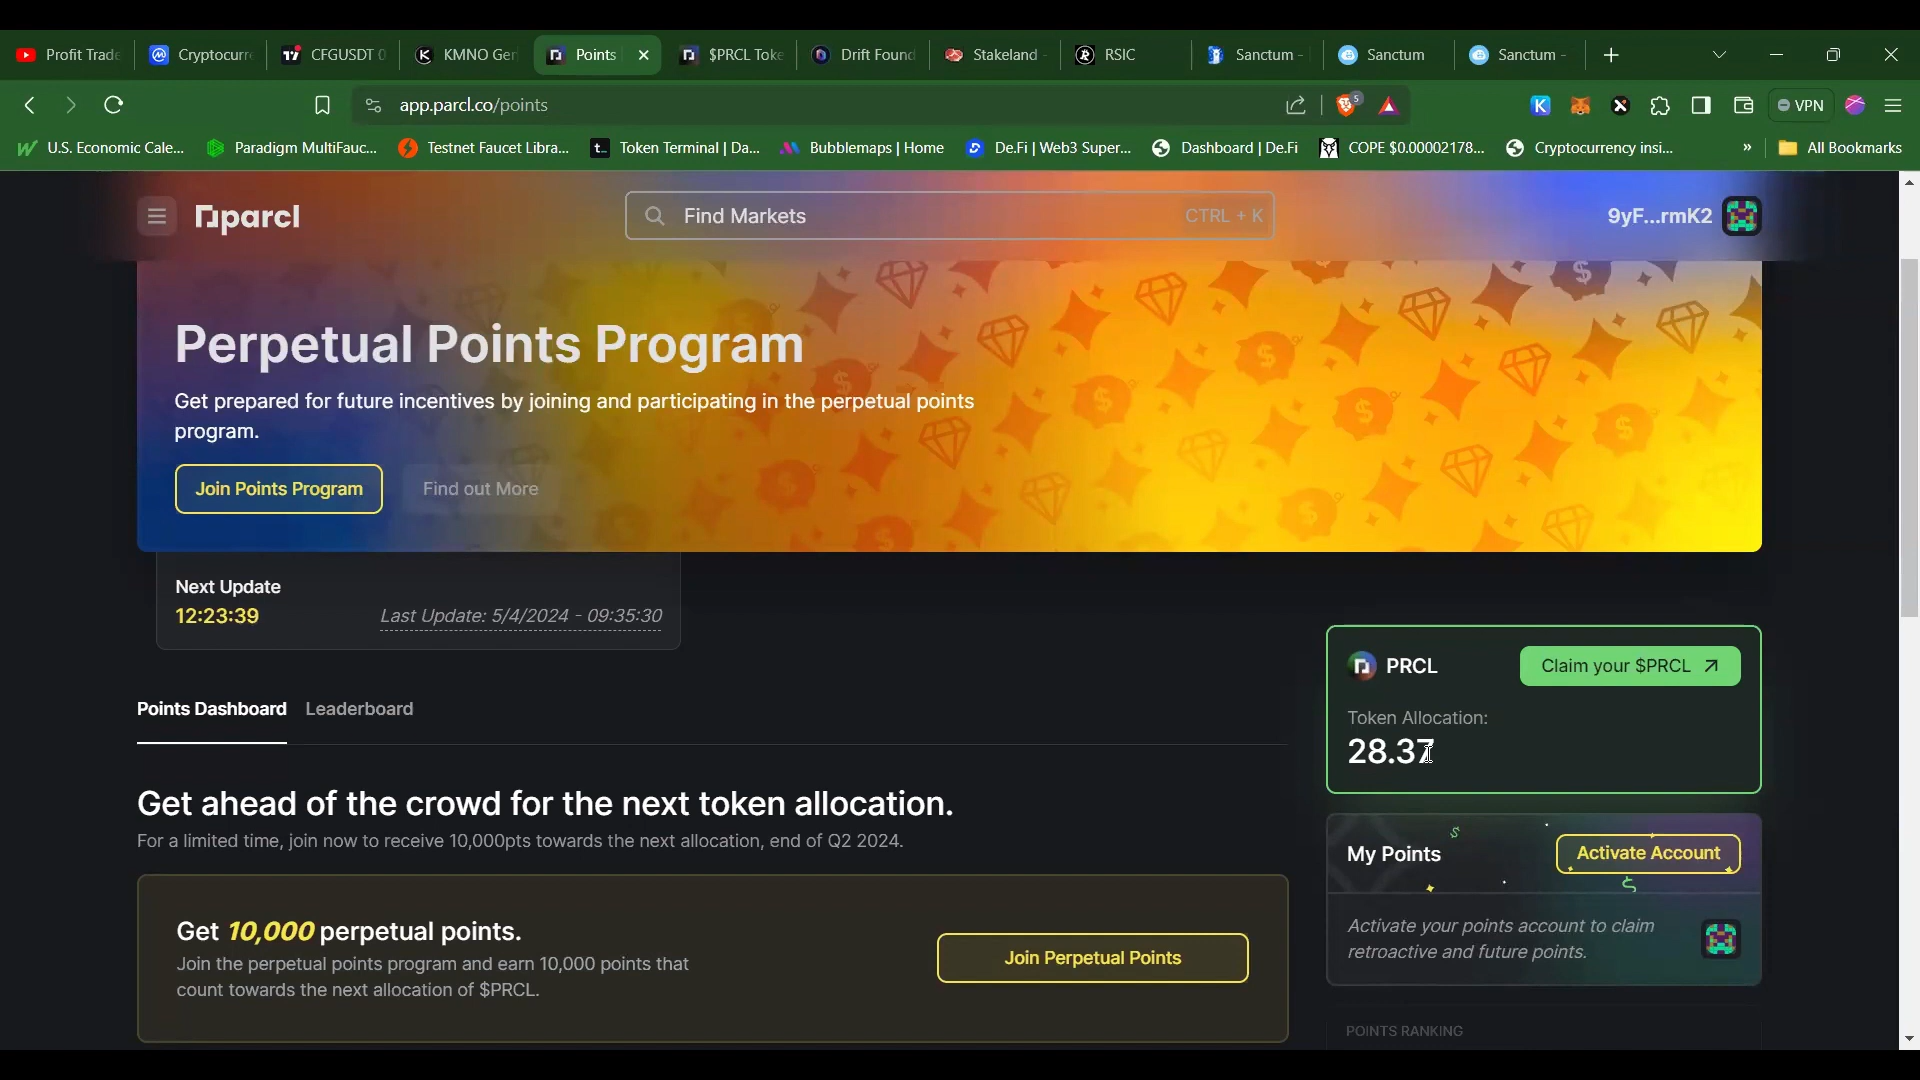 Profit Trade
Cryptocurre
CFGUSDT 0
KMNO Gen
Points
$PRCL Toke
Drift Found
Stakeland -
RSIC
Sanctum -
Sanctum
Sanctum -
app.parcl.co/points
5
VPN
U.S. Economic Cale...
Paradigm MultiFauc...
Testnet Faucet Libra...
Token Terminal | Da...
Bubblemaps | Home
De.Fi | Web3 Super...
Dashboard | De.Fi
COPE $0.00002178...
Cryptocurrency insi...
»
All Bookmarks
parcl
Find Markets
CTRL + K
9yF...rmK2
Perpetual Points Program
Get prepared for future incentives by joining and participating in the perpetual points
program.
Join Points Program
Find out More
Next Update
12:23:39
Last Update: 5/4/2024 - 09:35:30
PRCL
Claim your $PRCL
Token Allocation:
28.37
Points Dashboard
Leaderboard
Get ahead of the crowd for the next token allocation.
For a limited time, join now to receive 10,000pts towards the next allocation, end of Q2 2024.
My Points
Activate Account
Activate your points account to claim
retroactive and future points.
Get 10,000 perpetual points.
Join the perpetual points program and earn 10,000 points that
count towards the next allocation of $PRCL.
Join Perpetual Points
POINTS RANKING